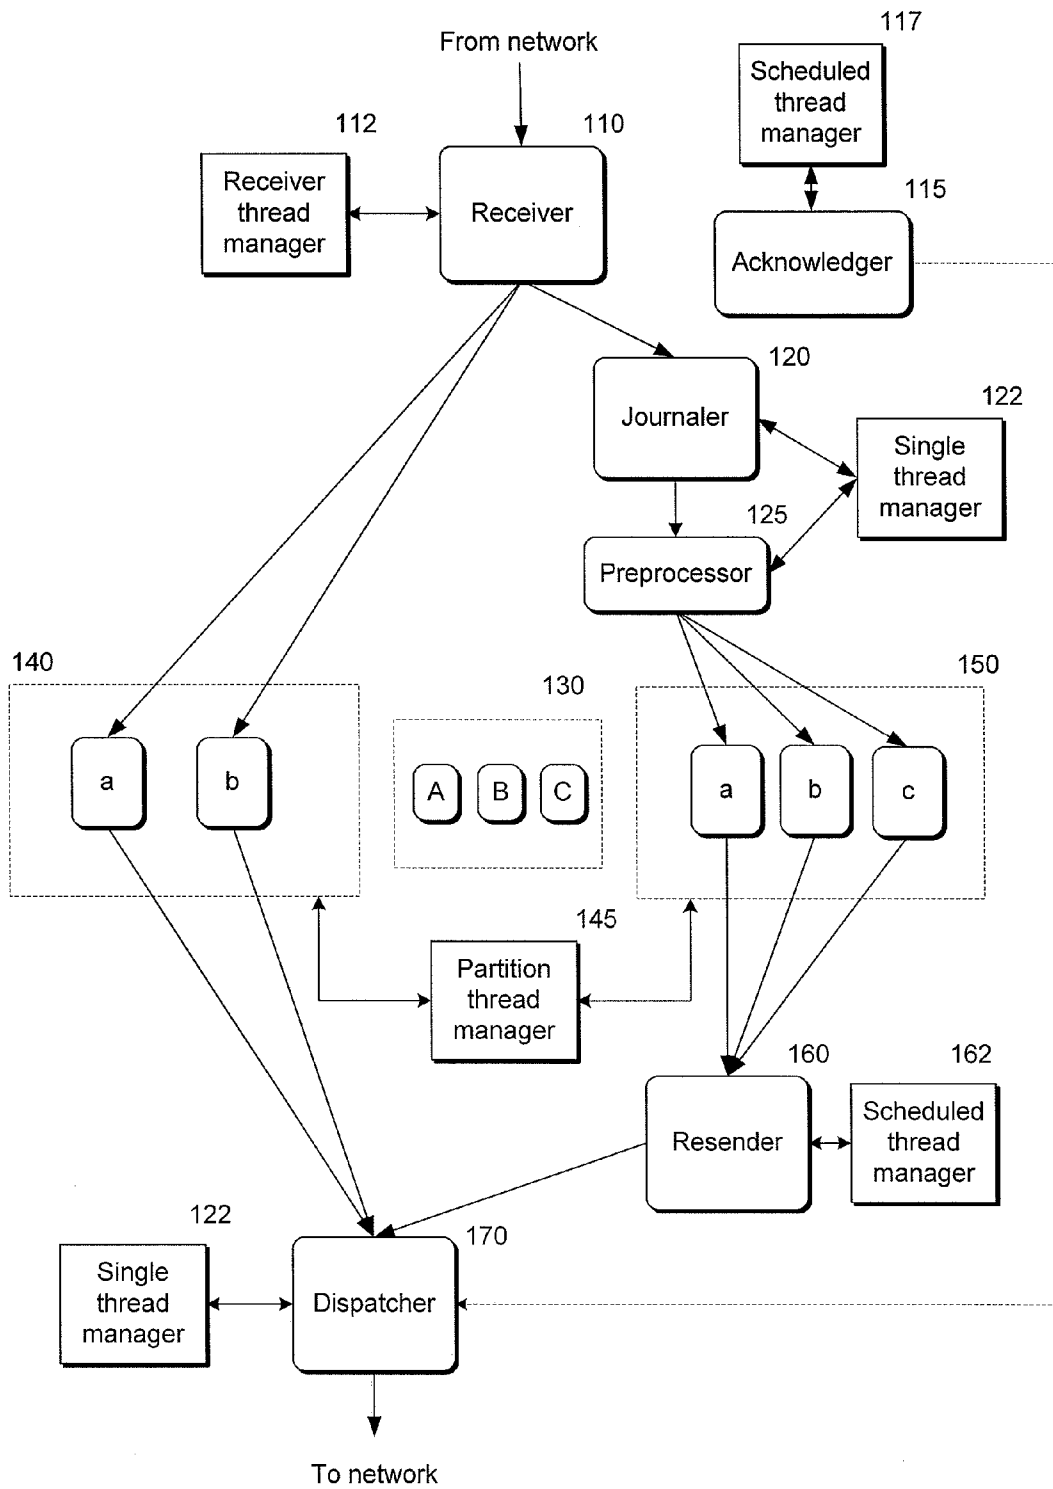 117
From network
Scheduled
thread
manager
112
110
Receiver
thread
manager
Receiver
115
Acknowledger
120
Journaler
122
Single
thread
manager
125
Preprocessor
140
130
150
a
b
A
B
C
a
b
c
145
Partition
thread
manager
160
162
Resender
Scheduled
thread
manager
122
170
Single
thread
manager
Dispatcher
To network